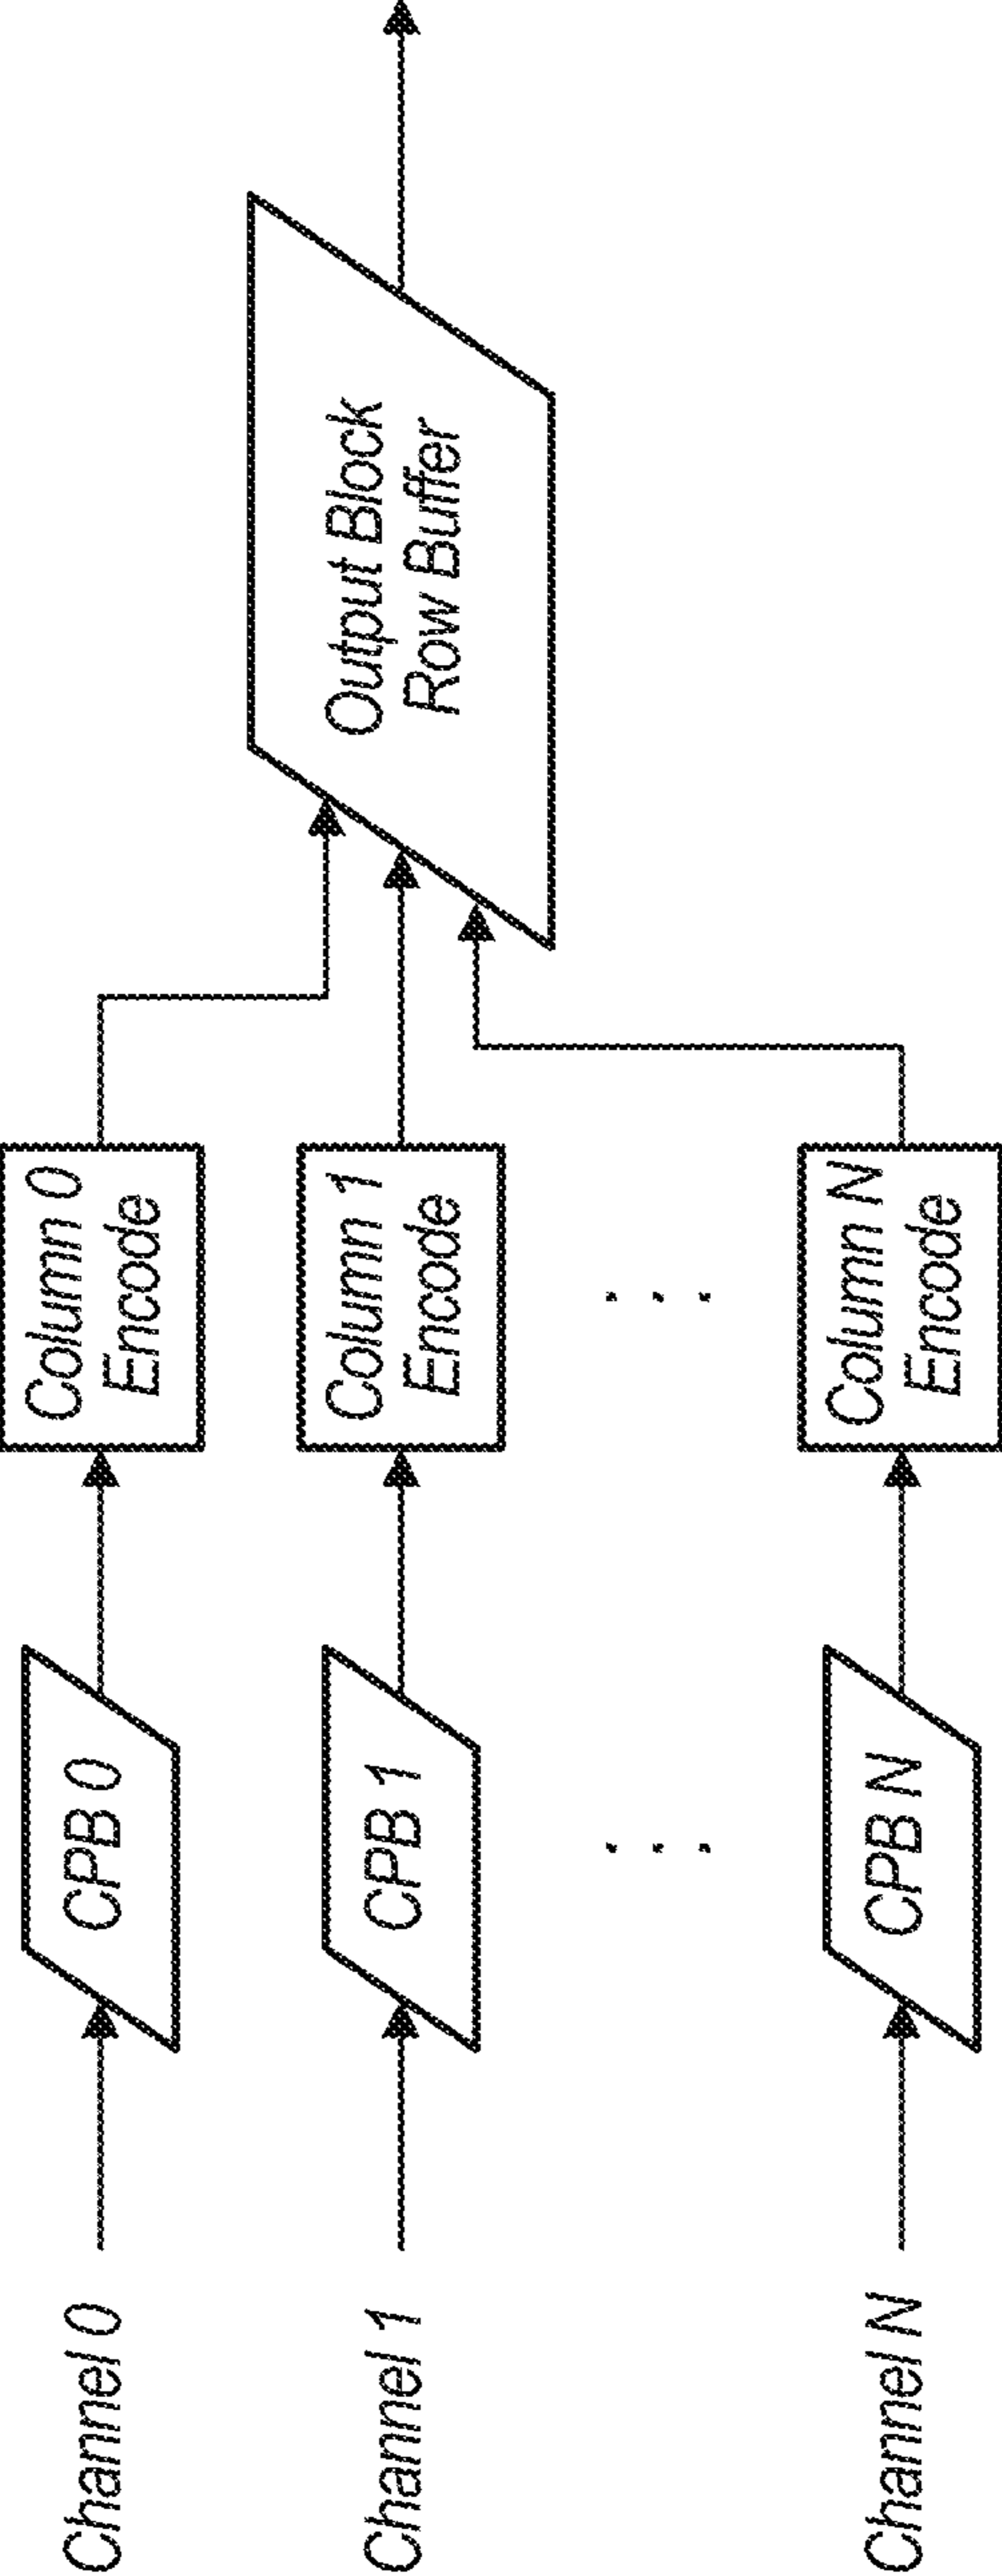 Channel 0
CPB 0
Column 0
Encode
Channel 1
CPB 1
Column 1
Encode
Output Block
Row Buffer
. . .
. . .
Channel N
CPB N
Column N
Encode